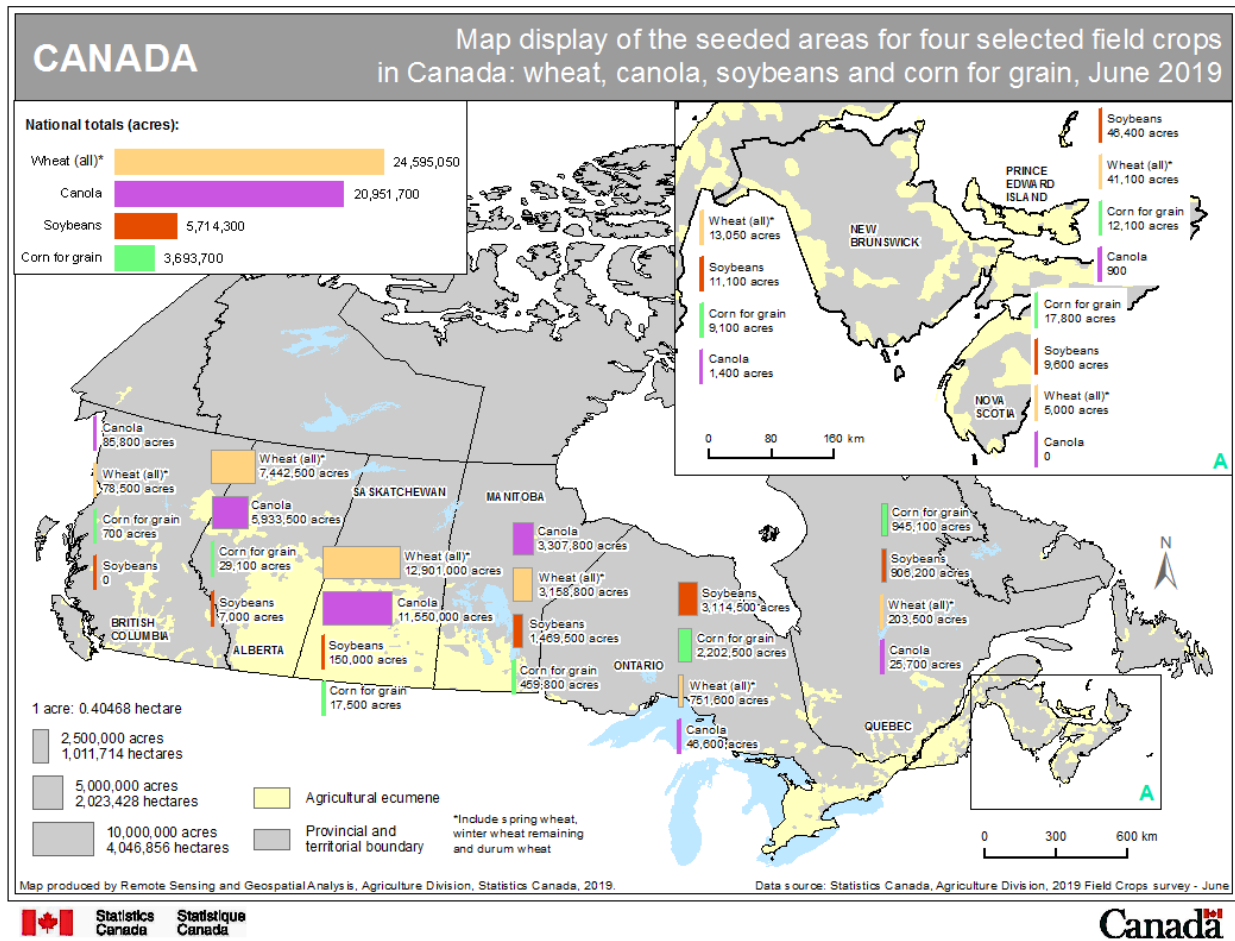 CANADA
Map display of the seeded areas for four selected field crops
in Canada: wheat, canola, soybeans and corn for grain, June 2019
National totals (acres):
Wheat (all)* 24,595,050
Canola 20,951,700
Soybeans 5,714,300
Corn for grain 3,693,700
Soybeans
46,400 acres
Wheat (all)*
41,100 acres
Corn for grain
12,100 acres
Canola
900
PRINCE
EDWARD
ISLAND
NEW
BRUNSWICK
Wheat (all)*
13,050 acres
Soybeans
11,100 acres
Corn for grain
9,100 acres
Canola
1,400 acres
Corn for grain
17,800 acres
Soybeans
9,600 acres
Wheat (all)*
5,000 acres
Canola
0
NOVA
SCOTIA
0 80 160 km
A
Canola
85,800 acres
Wheat (all)*
78,500 acres
Corn for grain
700 acres
Soybeans
0
BRITISH
COLUMBIA
Wheat (all)*
7,442,500 acres
Canola
5,933,500 acres
Corn for grain
29,100 acres
Soybeans
7,000 acres
ALBERTA
SASKATCHEWAN
Wheat (all)*
12,901,000 acres
Canola
11,550,000 acres
Soybeans
150,000 acres
Corn for grain
17,500 acres
MANITOBA
Canola
3,307,800 acres
Wheat (all)*
3,158,800 acres
Soybeans
1,469,500 acres
Corn for grain
459,800 acres
ONTARIO
Soybeans
3,114,500 acres
Corn for grain
2,202,500 acres
Wheat (all)*
751,600 acres
Canola
46,600 acres
Corn for grain
945,100 acres
Soybeans
906,200 acres
Wheat (all)*
203,500 acres
Canola
25,700 acres
QUEBEC
N
A
1 acre: 0.40468 hectare
2,500,000 acres
1,011,714 hectares
5,000,000 acres
2,023,428 hectares
10,000,000 acres
4,046,856 hectares
Agricultural ecumene
Provincial and
territorial boundary
*Include spring wheat,
winter wheat remaining
and durum wheat
0 300 600 km
Map produced by Remote Sensing and Geospatial Analysis, Agriculture Division, Statistics Canada, 2019.
Data source: Statistics Canada, Agriculture Division, 2019 Field Crops survey - June
Statistics Statistique
Canada Canada
Canada